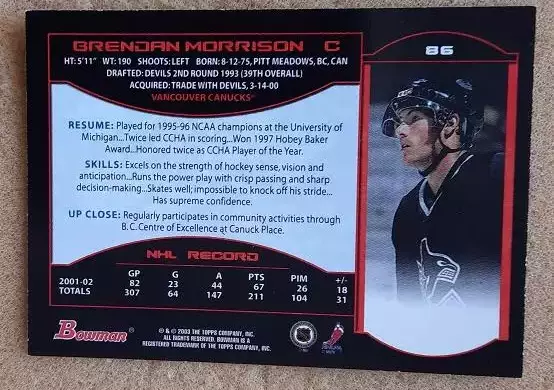 BRENDAN MORRISON C
86
HT: 5'11" WT: 190 SHOOTS: LEFT BORN: 8-12-75, PITT MEADOWS, BC, CAN
DRAFTED: DEVILS 2ND ROUND 1993 (39TH OVERALL)
ACQUIRED: TRADE WITH DEVILS, 3-14-00
VANCOUVER CANUCKS
RESUME: Played for 1995-96 NCAA champions at the University of
Michigan...Twice led CCHA in scoring...Won 1997 Hobey Baker
Award...Honored twice as CCHA Player of the Year.
SKILLS: Excels on the strength of hockey sense, vision and
anticipation...Runs the power play with crisp passing and sharp
decision-making...Skates well; impossible to knock off his stride...
Has supreme confidence.
UP CLOSE: Regularly participates in community activities through
B.C. Centre of Excellence at Canuck Place.
NHL RECORD
GP G A PTS PIM +/-
2001-02 82 23 44 67 26 18
TOTALS 307 64 147 211 104 31
Bowman
® & © 2003 THE TOPPS COMPANY, INC.
ALL RIGHTS RESERVED. BOWMAN IS A
REGISTERED TRADEMARK OF THE TOPPS COMPANY, INC.